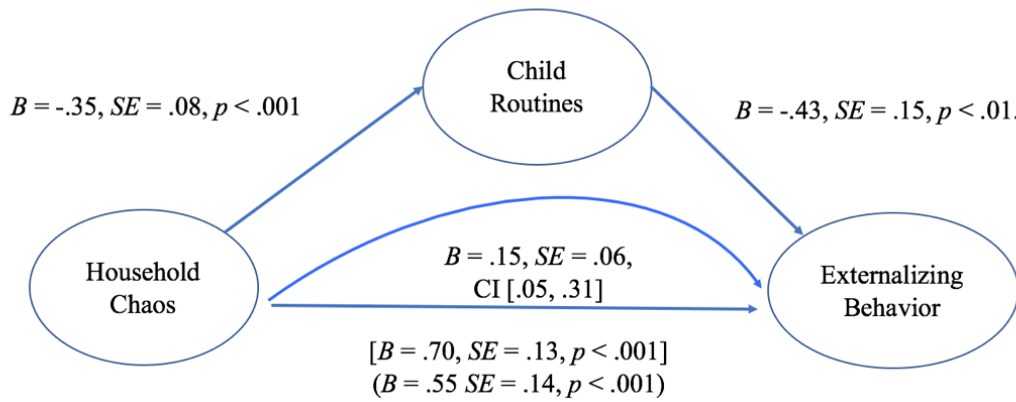 Child
Routines
B = -.35, SE = .08, p < .001
B = -.43, SE = .15, p < .01.
Household
Chaos
B = .15, SE = .06,
CI [.05, .31]
Externalizing
Behavior
[B = .70, SE = .13, p < .001]
(B = .55 SE = .14, p < .001)